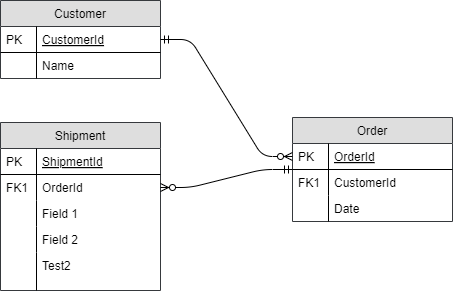 Customer
PK CustomerId
Name
Shipment
PK ShipmentId
FK1 OrderId
Field 1
Field 2
Test2
Order
PK OrderId
FK1 CustomerId
Date